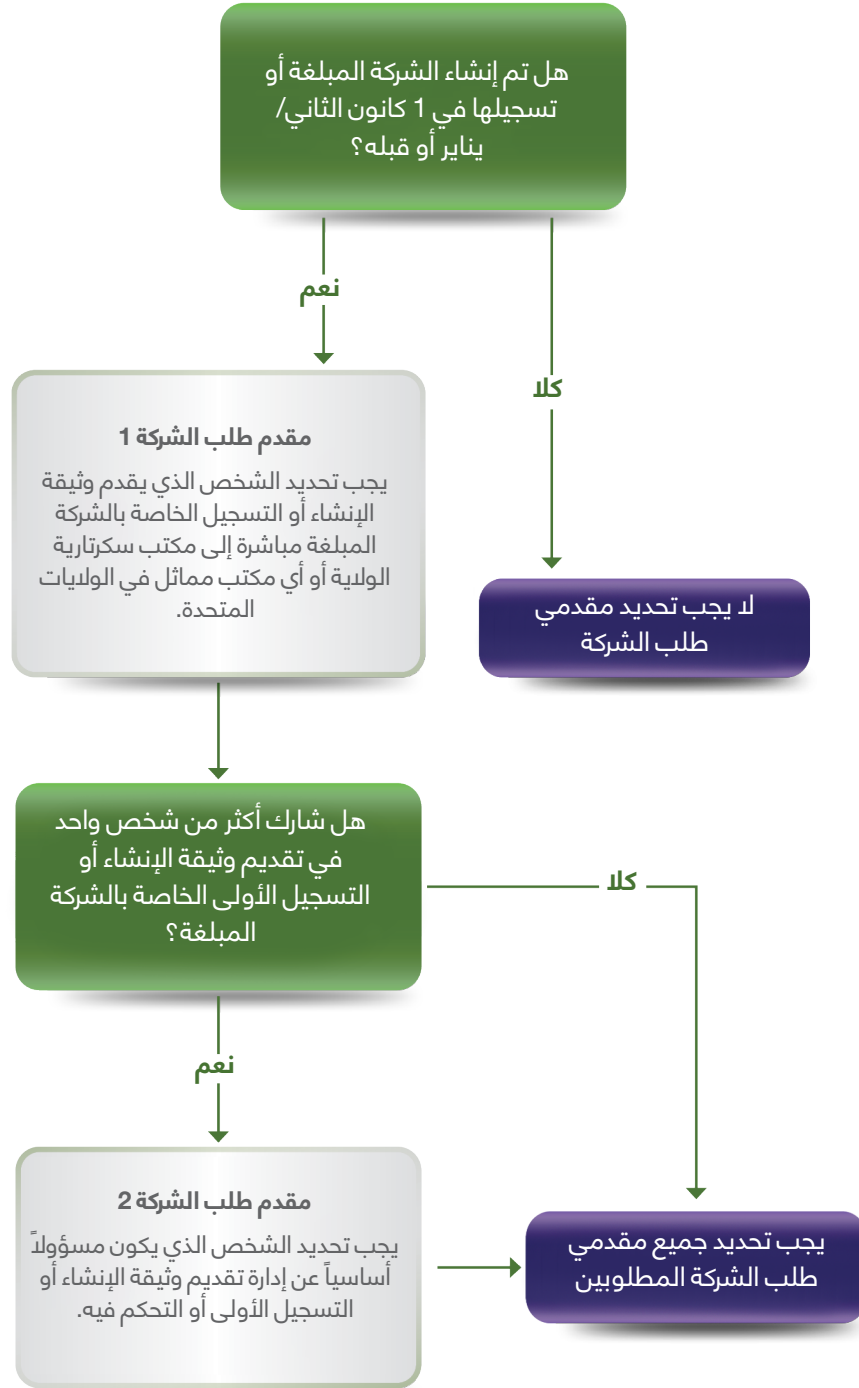 هل تم إنشاء الشركة المبلغة أو
تسجيلها في 1 كانون الثاني/
يناير أو قبله؟
نعم
كلا
مقدم طلب الشركة 1
يجب تحديد الشخص الذي يقدم وثيقة
الإنشاء أو التسجيل الخاصة بالشركة
المبلغة مباشرة إلى مكتب سكرتارية
الولاية أو أي مكتب مماثل في الولايات
المتحدة.
لا يجب تحديد مقدمي
طلب الشركة
هل شارك أكثر من شخص واحد
في تقديم وثيقة الإنشاء أو
التسجيل الأولى الخاصة بالشركة
المبلغة؟
كلا
نعم
مقدم طلب الشركة 2
يجب تحديد الشخص الذي يكون مسؤولاً
أساسياً عن إدارة تقديم وثيقة الإنشاء أو
التسجيل الأولى أو التحكم فيه.
يجب تحديد جميع مقدمي
طلب الشركة المطلوبين